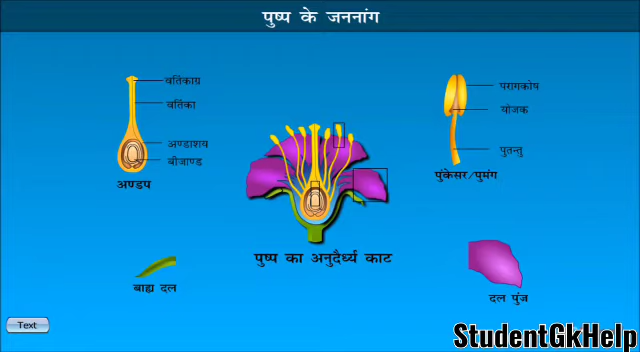 पुष्प के जननांग
वर्तिकाग्र
वर्तिका
अण्डाशय
बीजाण्ड
अण्डप
परागकोष
योजक
पुतन्तु
पुंकेसर/पुमंग
पुष्प का अनुदैर्ध्य काट
बाह्य दल
दल पुंज
Text
StudentGkHelp